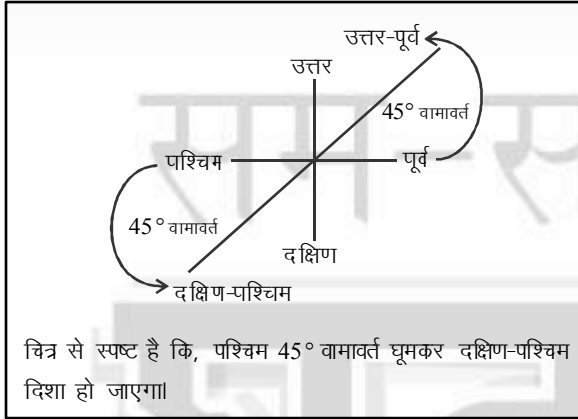 उत्तर-पूर्व
उत्तर
45° वामावर्त
पश्चिम
पूर्व
45° वामावर्त
दक्षिण
दक्षिण-पश्चिम
चित्र से स्पष्ट है कि, पश्चिम 45° वामावर्त घूमकर दक्षिण-पश्चिम
दिशा हो जाएगा।